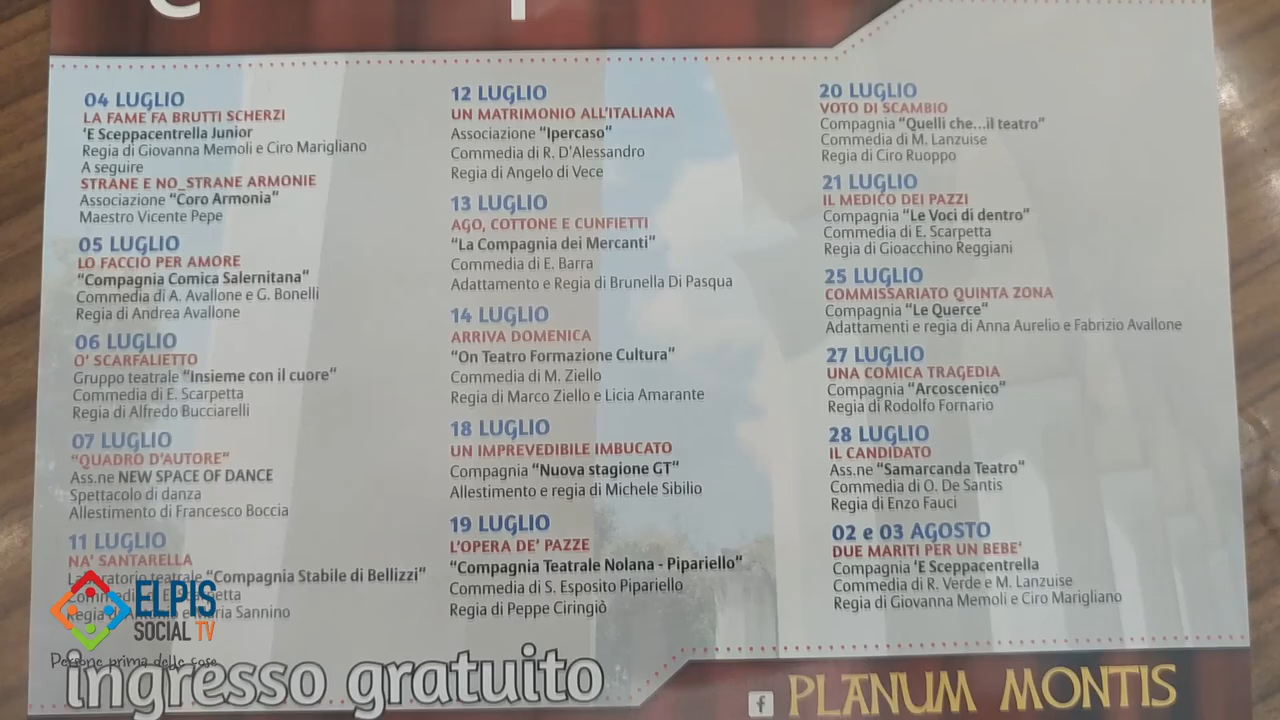 04 LUGLIO
LA FAME FA BRUTTI SCHERZI
'E Sceppacentrella Junior
Regia di Giovanna Memoli e Ciro Marigliano
A seguire
STRANE E NO_STRANE ARMONIE
Associazione "Coro Armonia"
Maestro Vicente Pepe
05 LUGLIO
LO FACCIO PER AMORE
"Compagnia Comica Salernitana"
Commedia di A. Avallone e G. Bonelli
Regia di Andrea Avallone
06 LUGLIO
O' SCARFALIETTO
Gruppo teatrale "Insieme con il cuore"
Commedia di E. Scarpetta
Regia di Alfredo Bucciarelli
07 LUGLIO
"QUADRO D'AUTORE"
Ass.ne NEW SPACE OF DANCE
Spettacolo di danza
Allestimento di Francesco Boccia
11 LUGLIO
NA' SANTARELLA
teatrale "Compagnia Stabile di Bellizzi"
Regia Sannino
12 LUGLIO
UN MATRIMONIO ALL'ITALIANA
Associazione "Ipercaso"
Commedia di R. D'Alessandro
Regia di Angelo di Vece
13 LUGLIO
AGO, COTTONE E CUNFIETTI
"La Compagnia dei Mercanti"
Commedia di E. Barra
Adattamento e Regia di Brunella Di Pasqua
14 LUGLIO
ARRIVA DOMENICA
"On Teatro Formazione Cultura"
Commedia di M. Ziello
Regia di Marco Ziello e Licia Amarante
18 LUGLIO
UN IMPREVEDIBILE IMBUCATO
Compagnia "Nuova stagione GT"
Allestimento e regia di Michele Sibilio
19 LUGLIO
L'OPERA DE' PAZZE
"Compagnia Teatrale Nolana - Pipariello"
Commedia di S. Esposito Pipariello
Regia di Peppe Ciringiò
20 LUGLIO
VOTO DI SCAMBIO
Compagnia "Quelli che...il teatro"
Commedia di M. Lanzuise
Regia di Ciro Ruoppo
21 LUGLIO
IL MEDICO DEI PAZZI
Compagnia "Le Voci di dentro"
Commedia di E. Scarpetta
Regia di Gioacchino Reggiani
25 LUGLIO
COMMISSARIATO QUINTA ZONA
Compagnia "Le Querce"
Adattamenti e regia di Anna Aurelio e Fabrizio Avallone
27 LUGLIO
UNA COMICA TRAGEDIA
Compagnia "Arcoscenico"
Regia di Rodolfo Fornario
28 LUGLIO
IL CANDIDATO
Ass.ne "Samarcanda Teatro"
Commedia di O. De Santis
Regia di Enzo Fauci
02 e 03 AGOSTO
DUE MARITI PER UN BEBE'
Compagnia 'E Sceppacentrella
Commedia di R. Verde e M. Lanzuise
Regia di Giovanna Memoli e Ciro Marigliano
ELPIS
SOCIAL TV
Persone prima delle cose
ingresso gratuito
f PLANUM MONTIS